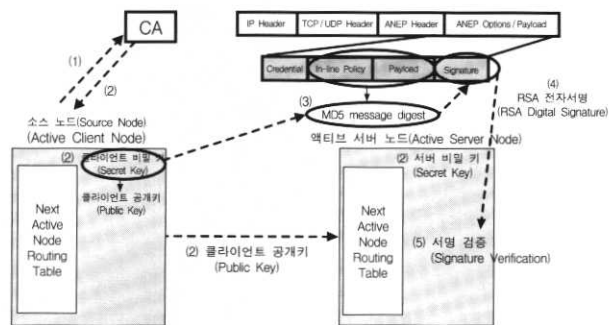 CA
IP Header
TCP/UDP Header
ANEP Header
ANEP Options/Payload
(1)
(2)
Credential
In-line Policy
Payload
Signature
(3)
MD5 message digest
(4)
RSA 전자서명
(RSA Digital Signature)
소스 노드(Source Node)
(Active Client Node)
액티브 서버 노드(Active Server Node)
(2) 클라이언트 비밀 키
(Secret Key)
클라이언트 공개키
(Public Key)
Next
Active
Node
Routing
Table
(2) 클라이언트 공개키
(Public Key)
(2) 서버 비밀 키
(Secret Key)
Next
Active
Node
Routing
Table
(5) 서명 검증
(Signature Verification)